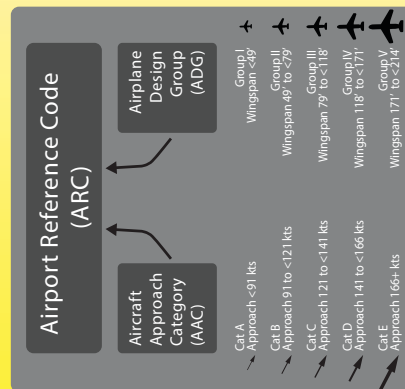 Airport Reference Code
(ARC)
Aircraft
Approach
Category
(AAC)
Airplane
Design
Group
(ADG)
Cat A
Approach <91 kts
Cat B
Approach 91 to <121 kts
Cat C
Approach 121 to <141 kts
Cat D
Approach 141 to <166 kts
Cat E
Approach 166+ kts
Group I
Wingspan <49'
Group II
Wingspan 49' to <79'
Group III
Wingspan 79' to <118'
Group IV
Wingspan 118' to <171'
Group V
Wingspan 171' to <214'